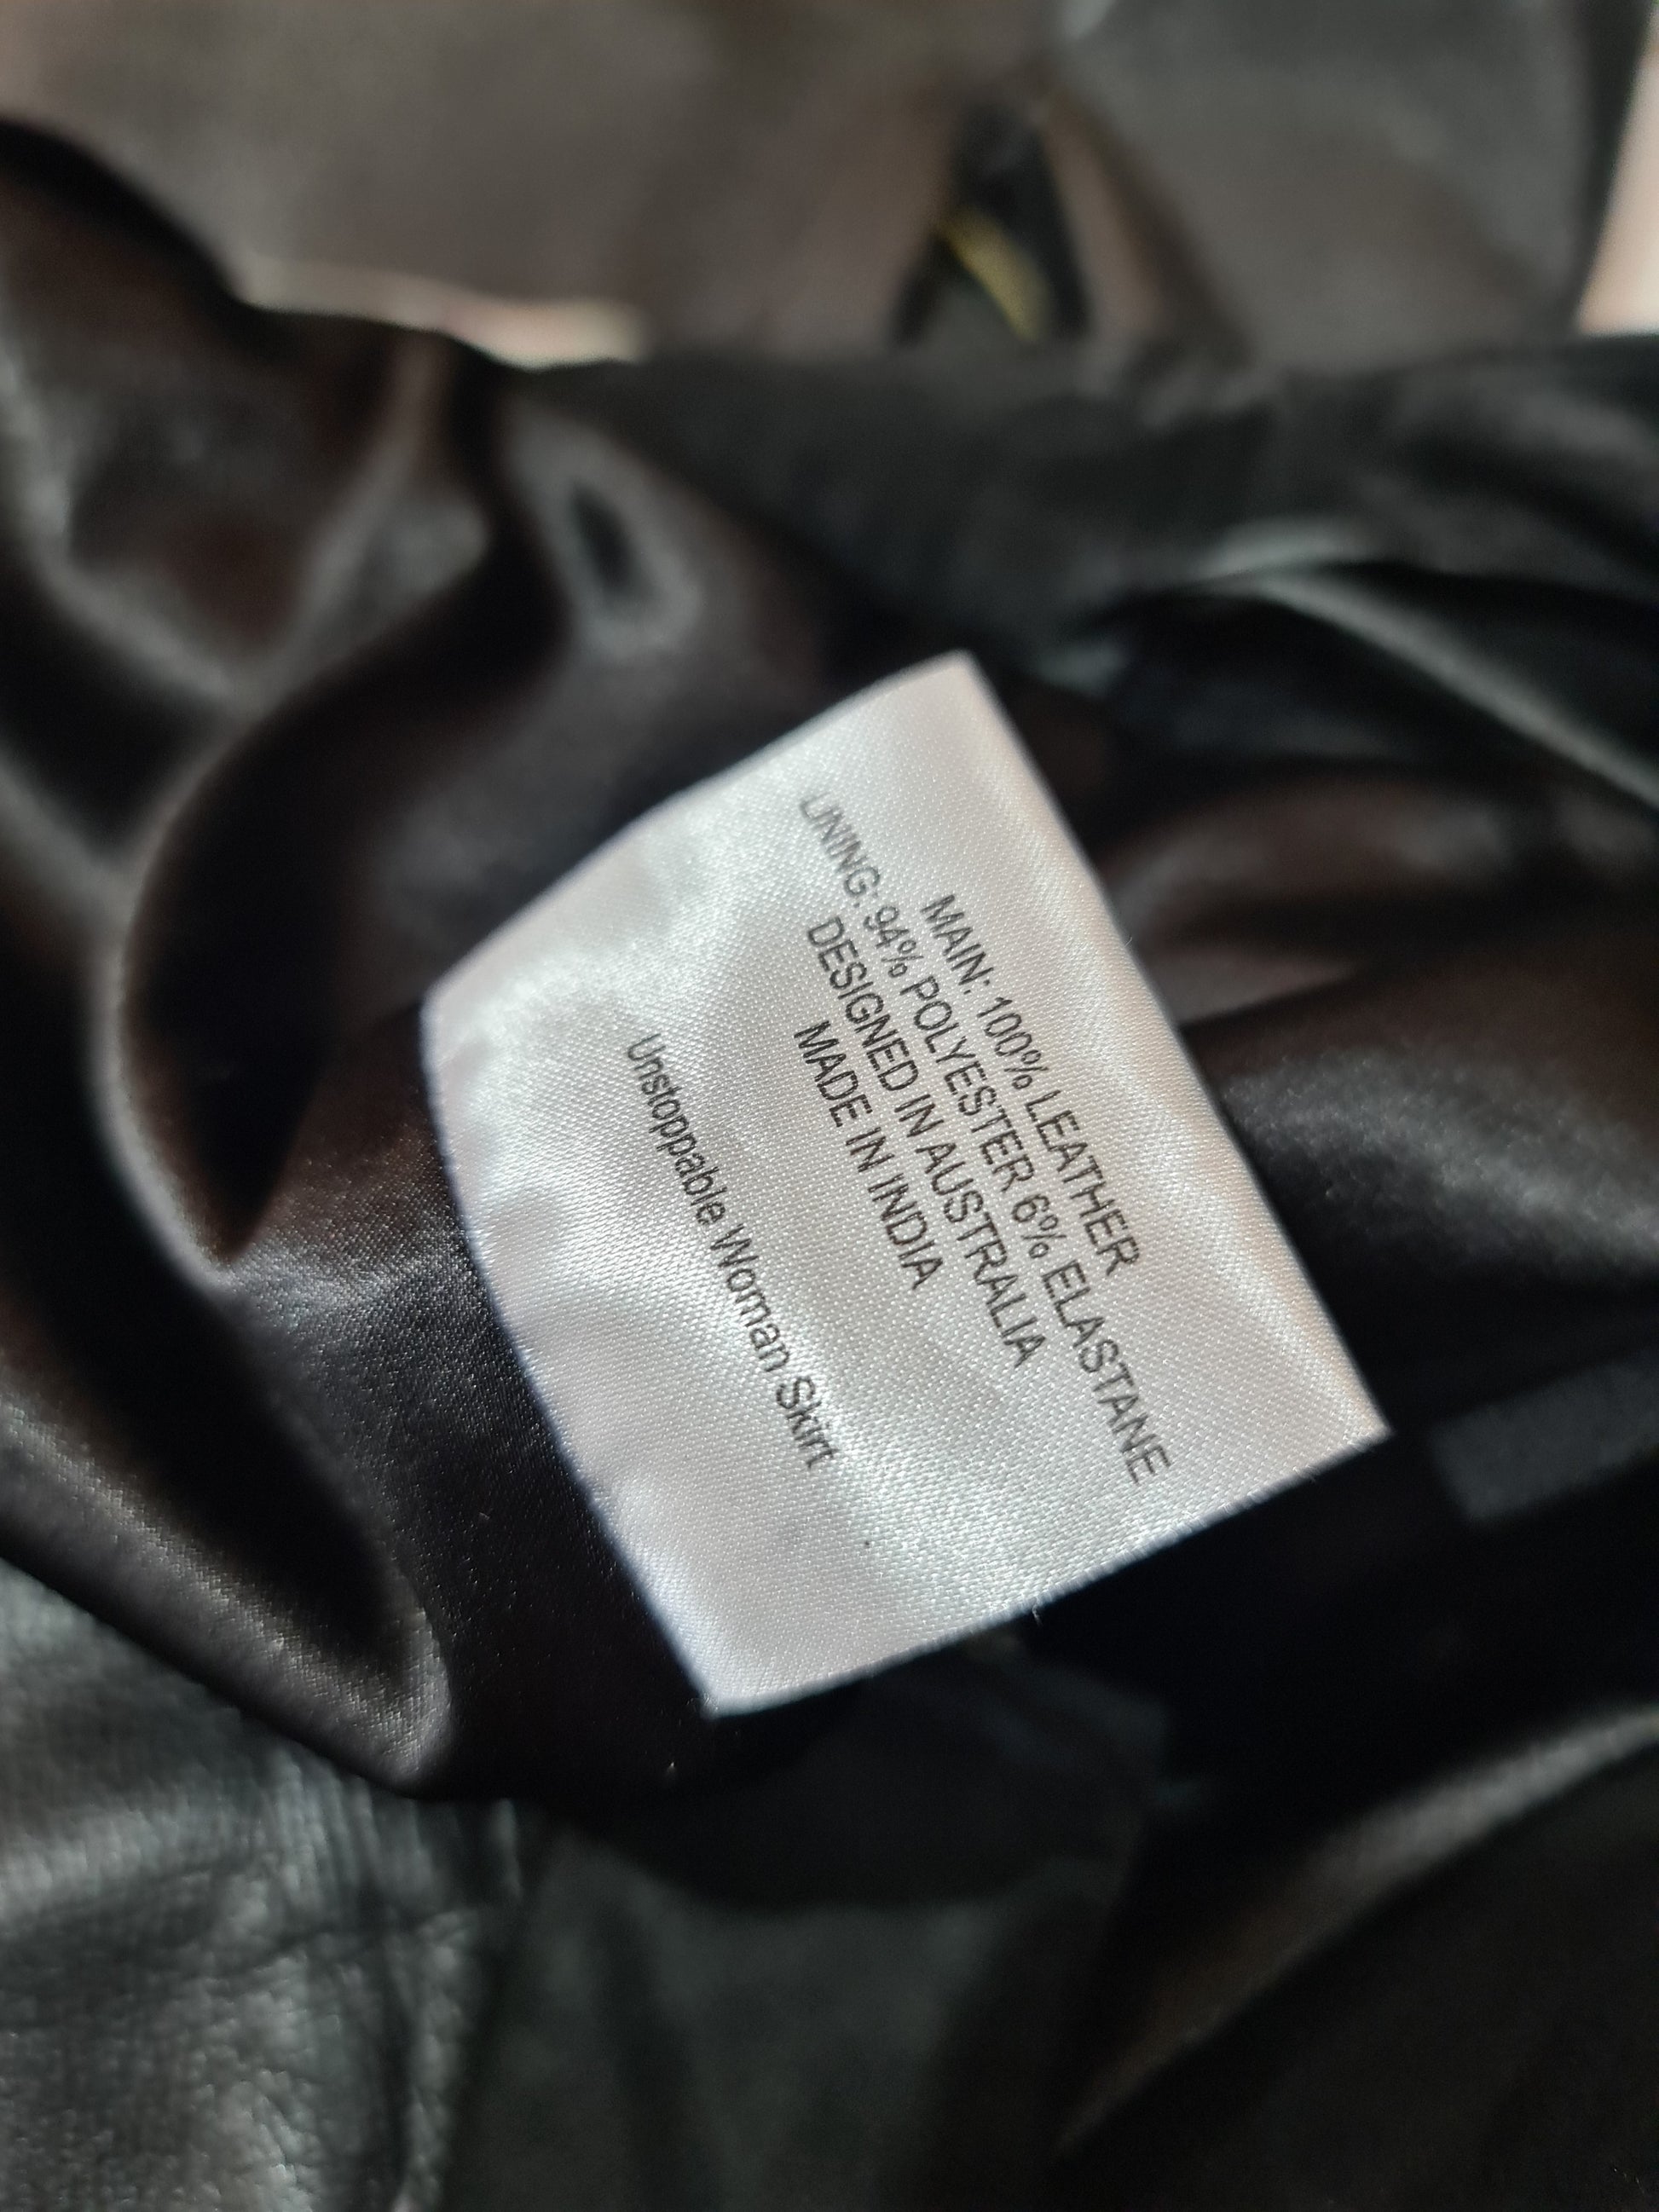 MAIN: 100% LEATHER
LINING: 94% POLYESTER 6% ELASTANE
DESIGNED IN AUSTRALIA
MADE IN INDIA
Unstoppable Woman Skirt